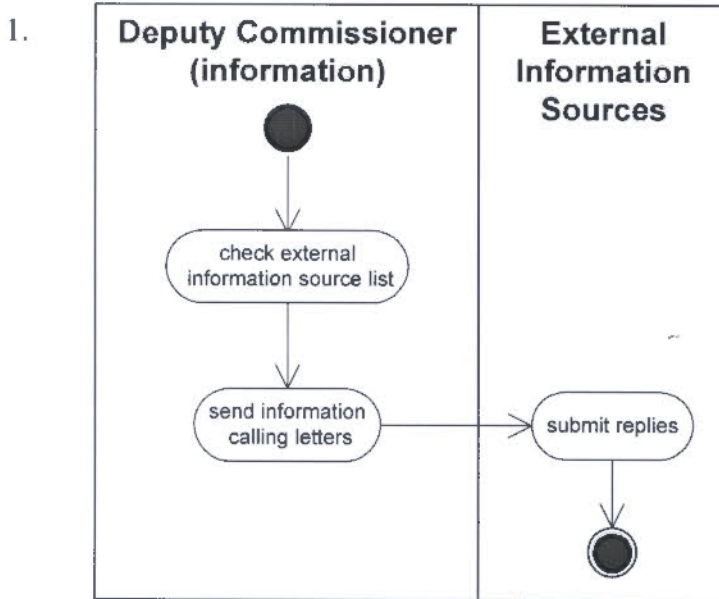 1.
Deputy Commissioner
(information)
External
Information
Sources
check external
information source list
send information
calling letters
submit replies